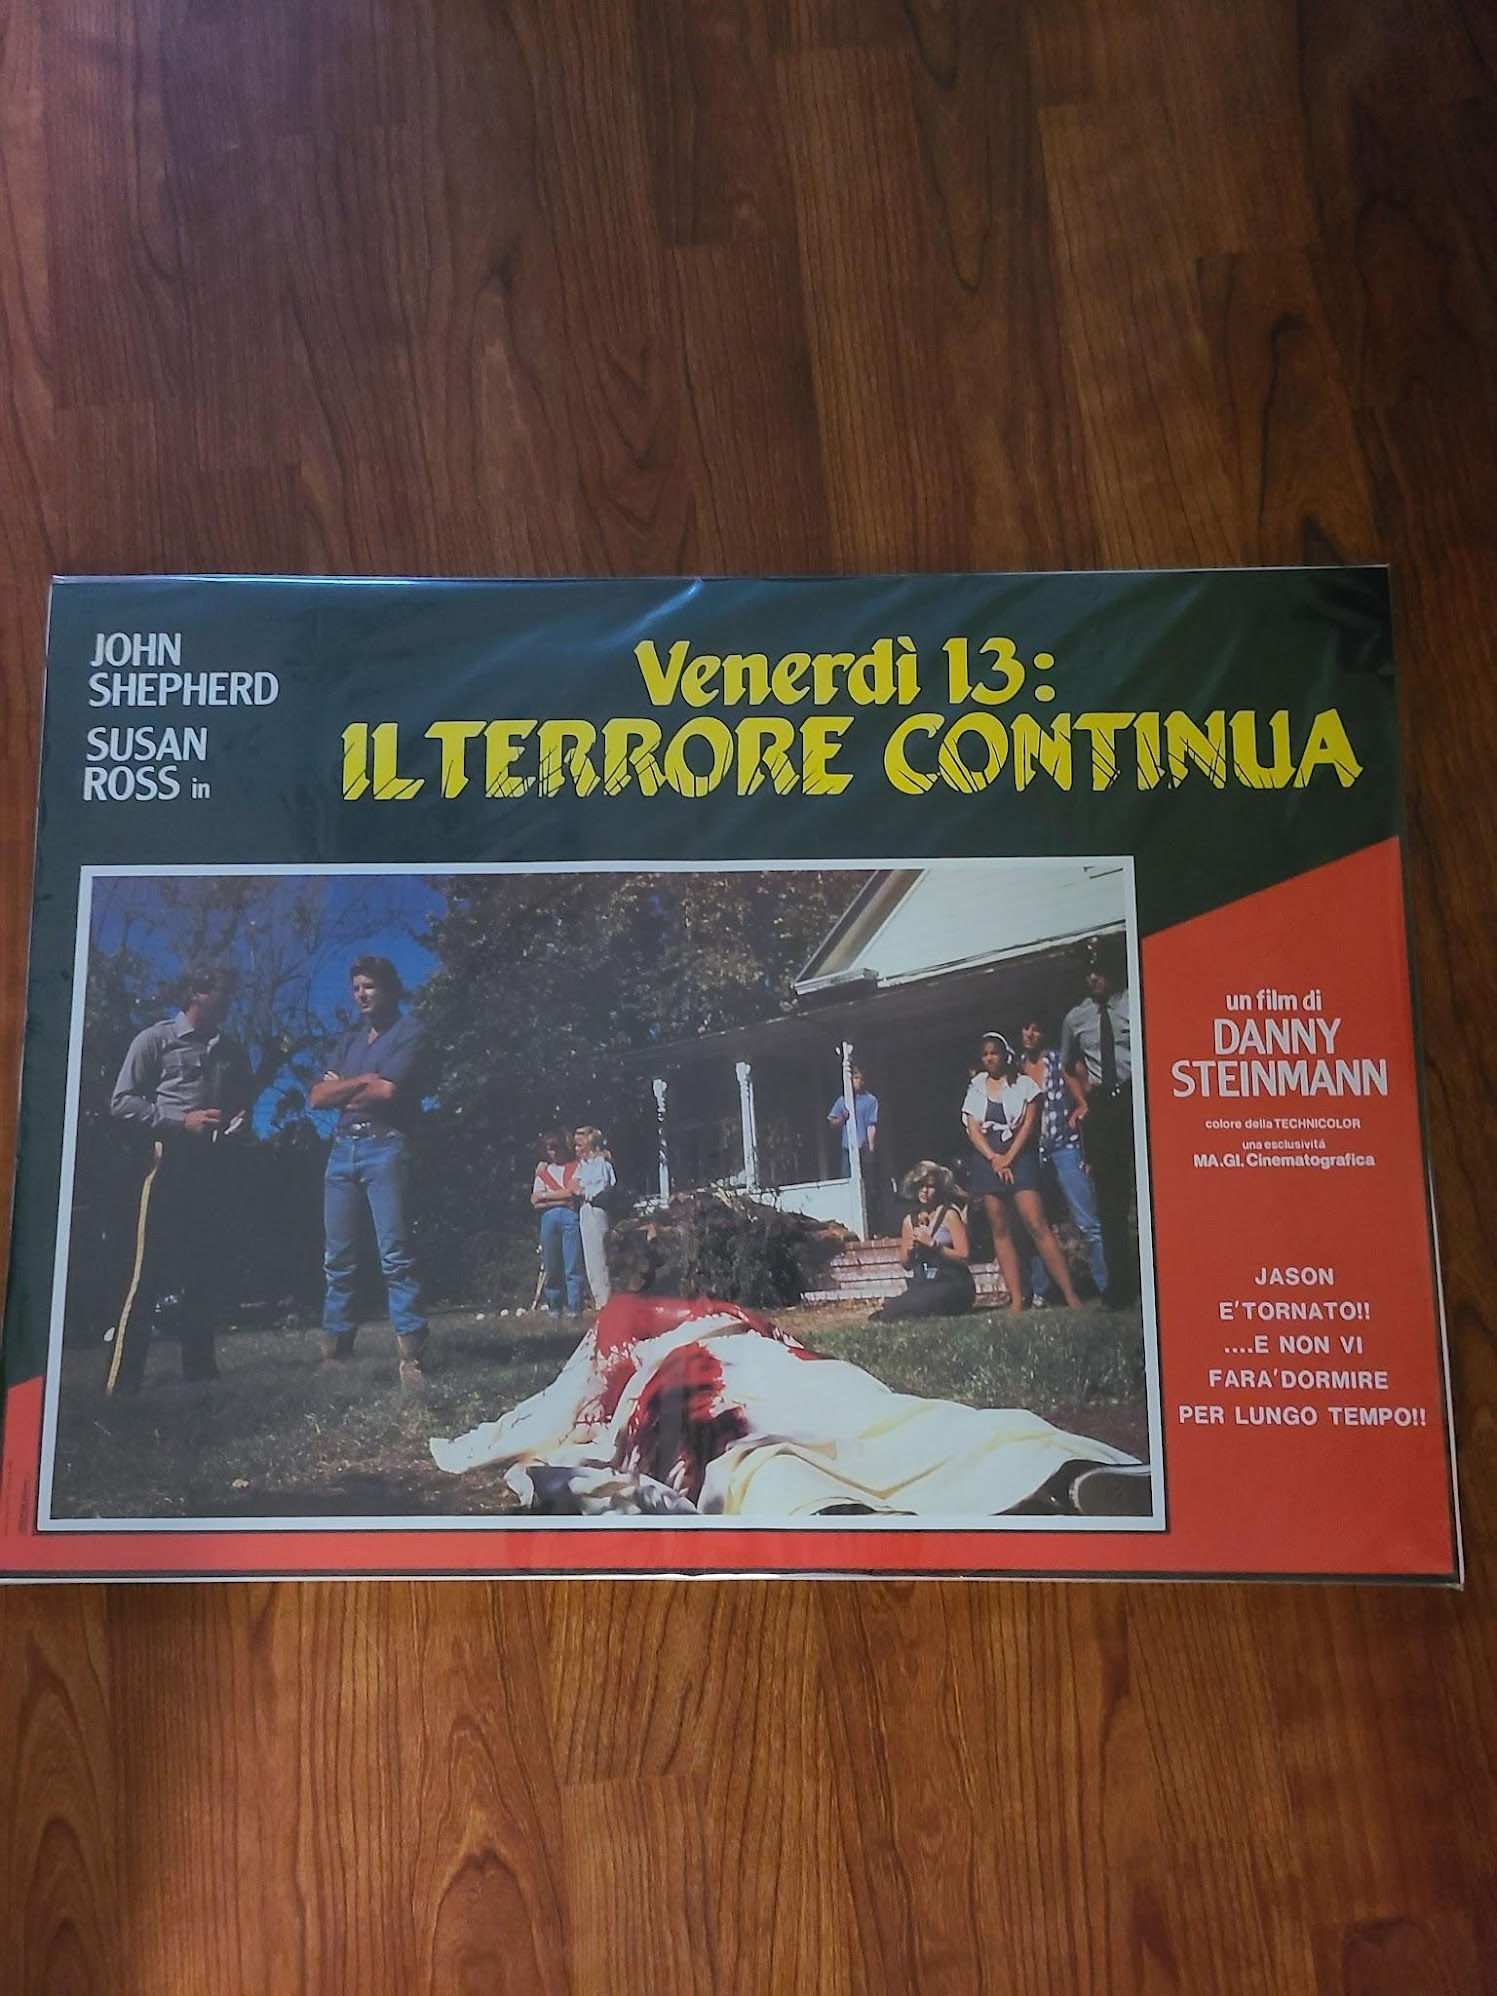 JOHN
SHEPHERD
SUSAN
ROSS in
Venerdì 13:
IL TERRORE CONTINUA
un film di
DANNY
STEINMANN
colore della TECHNICOLOR
una esclusività
MA.GI. Cinematografica
JASON
E'TORNATO!!
....E NON VI
FARA'DORMIRE
PER LUNGO TEMPO!!